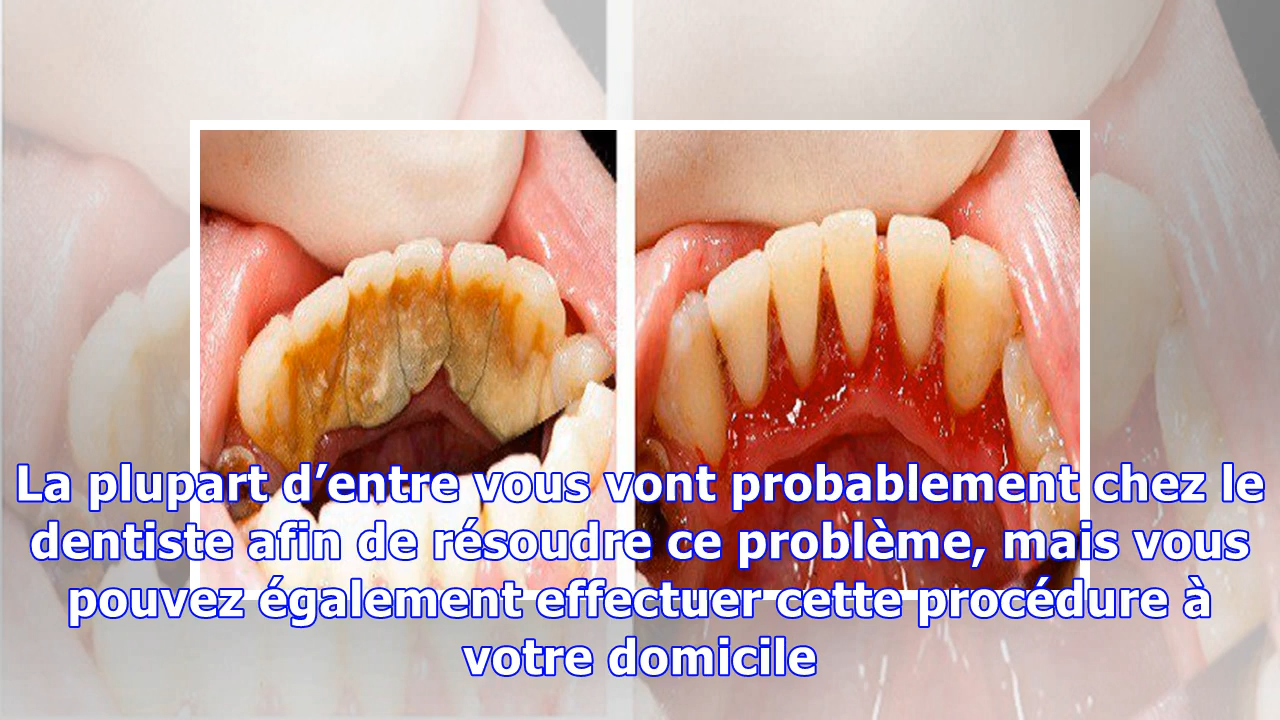 La plupart d’entre vous vont probablement chez le
dentiste afin de résoudre ce problème, mais vous
pouvez également effectuer cette procédure à
votre domicile